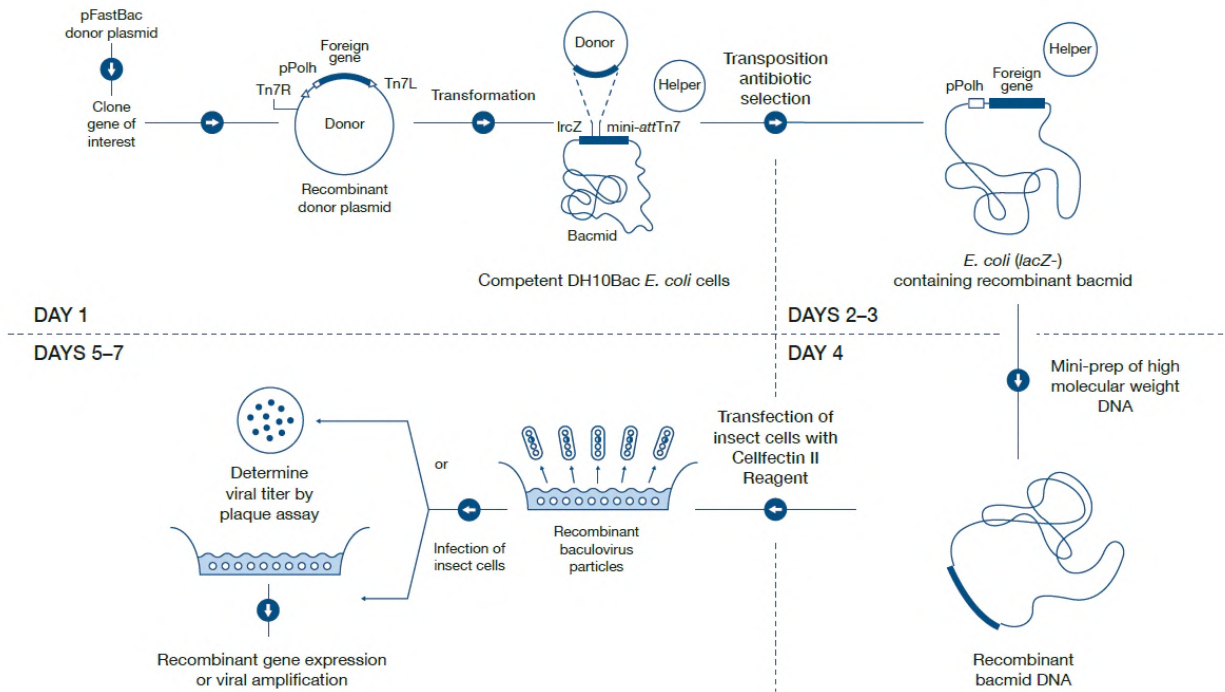 pFastBac
donor plasmid
Clone
gene of
interest
Foreign
gene
pPolh
Tn7R
Tn7L
Donor
Recombinant
donor plasmid
Transformation
Donor
Helper
lrcZ
mini-attTn7
Bacmid
Competent DH10Bac E. coli cells
Transposition
antibiotic
selection
Helper
Foreign
gene
pPolh
E. coli (lacZ-)
containing recombinant bacmid
DAY 1
DAYS 2–3
DAYS 5–7
DAY 4
Mini-prep of high
molecular weight
DNA
Recombinant
bacmid DNA
Transfection of
insect cells with
Cellfectin II
Reagent
Recombinant
baculovirus
particles
Infection of
insect cells
or
Determine
viral titer by
plaque assay
Recombinant gene expression
or viral amplification